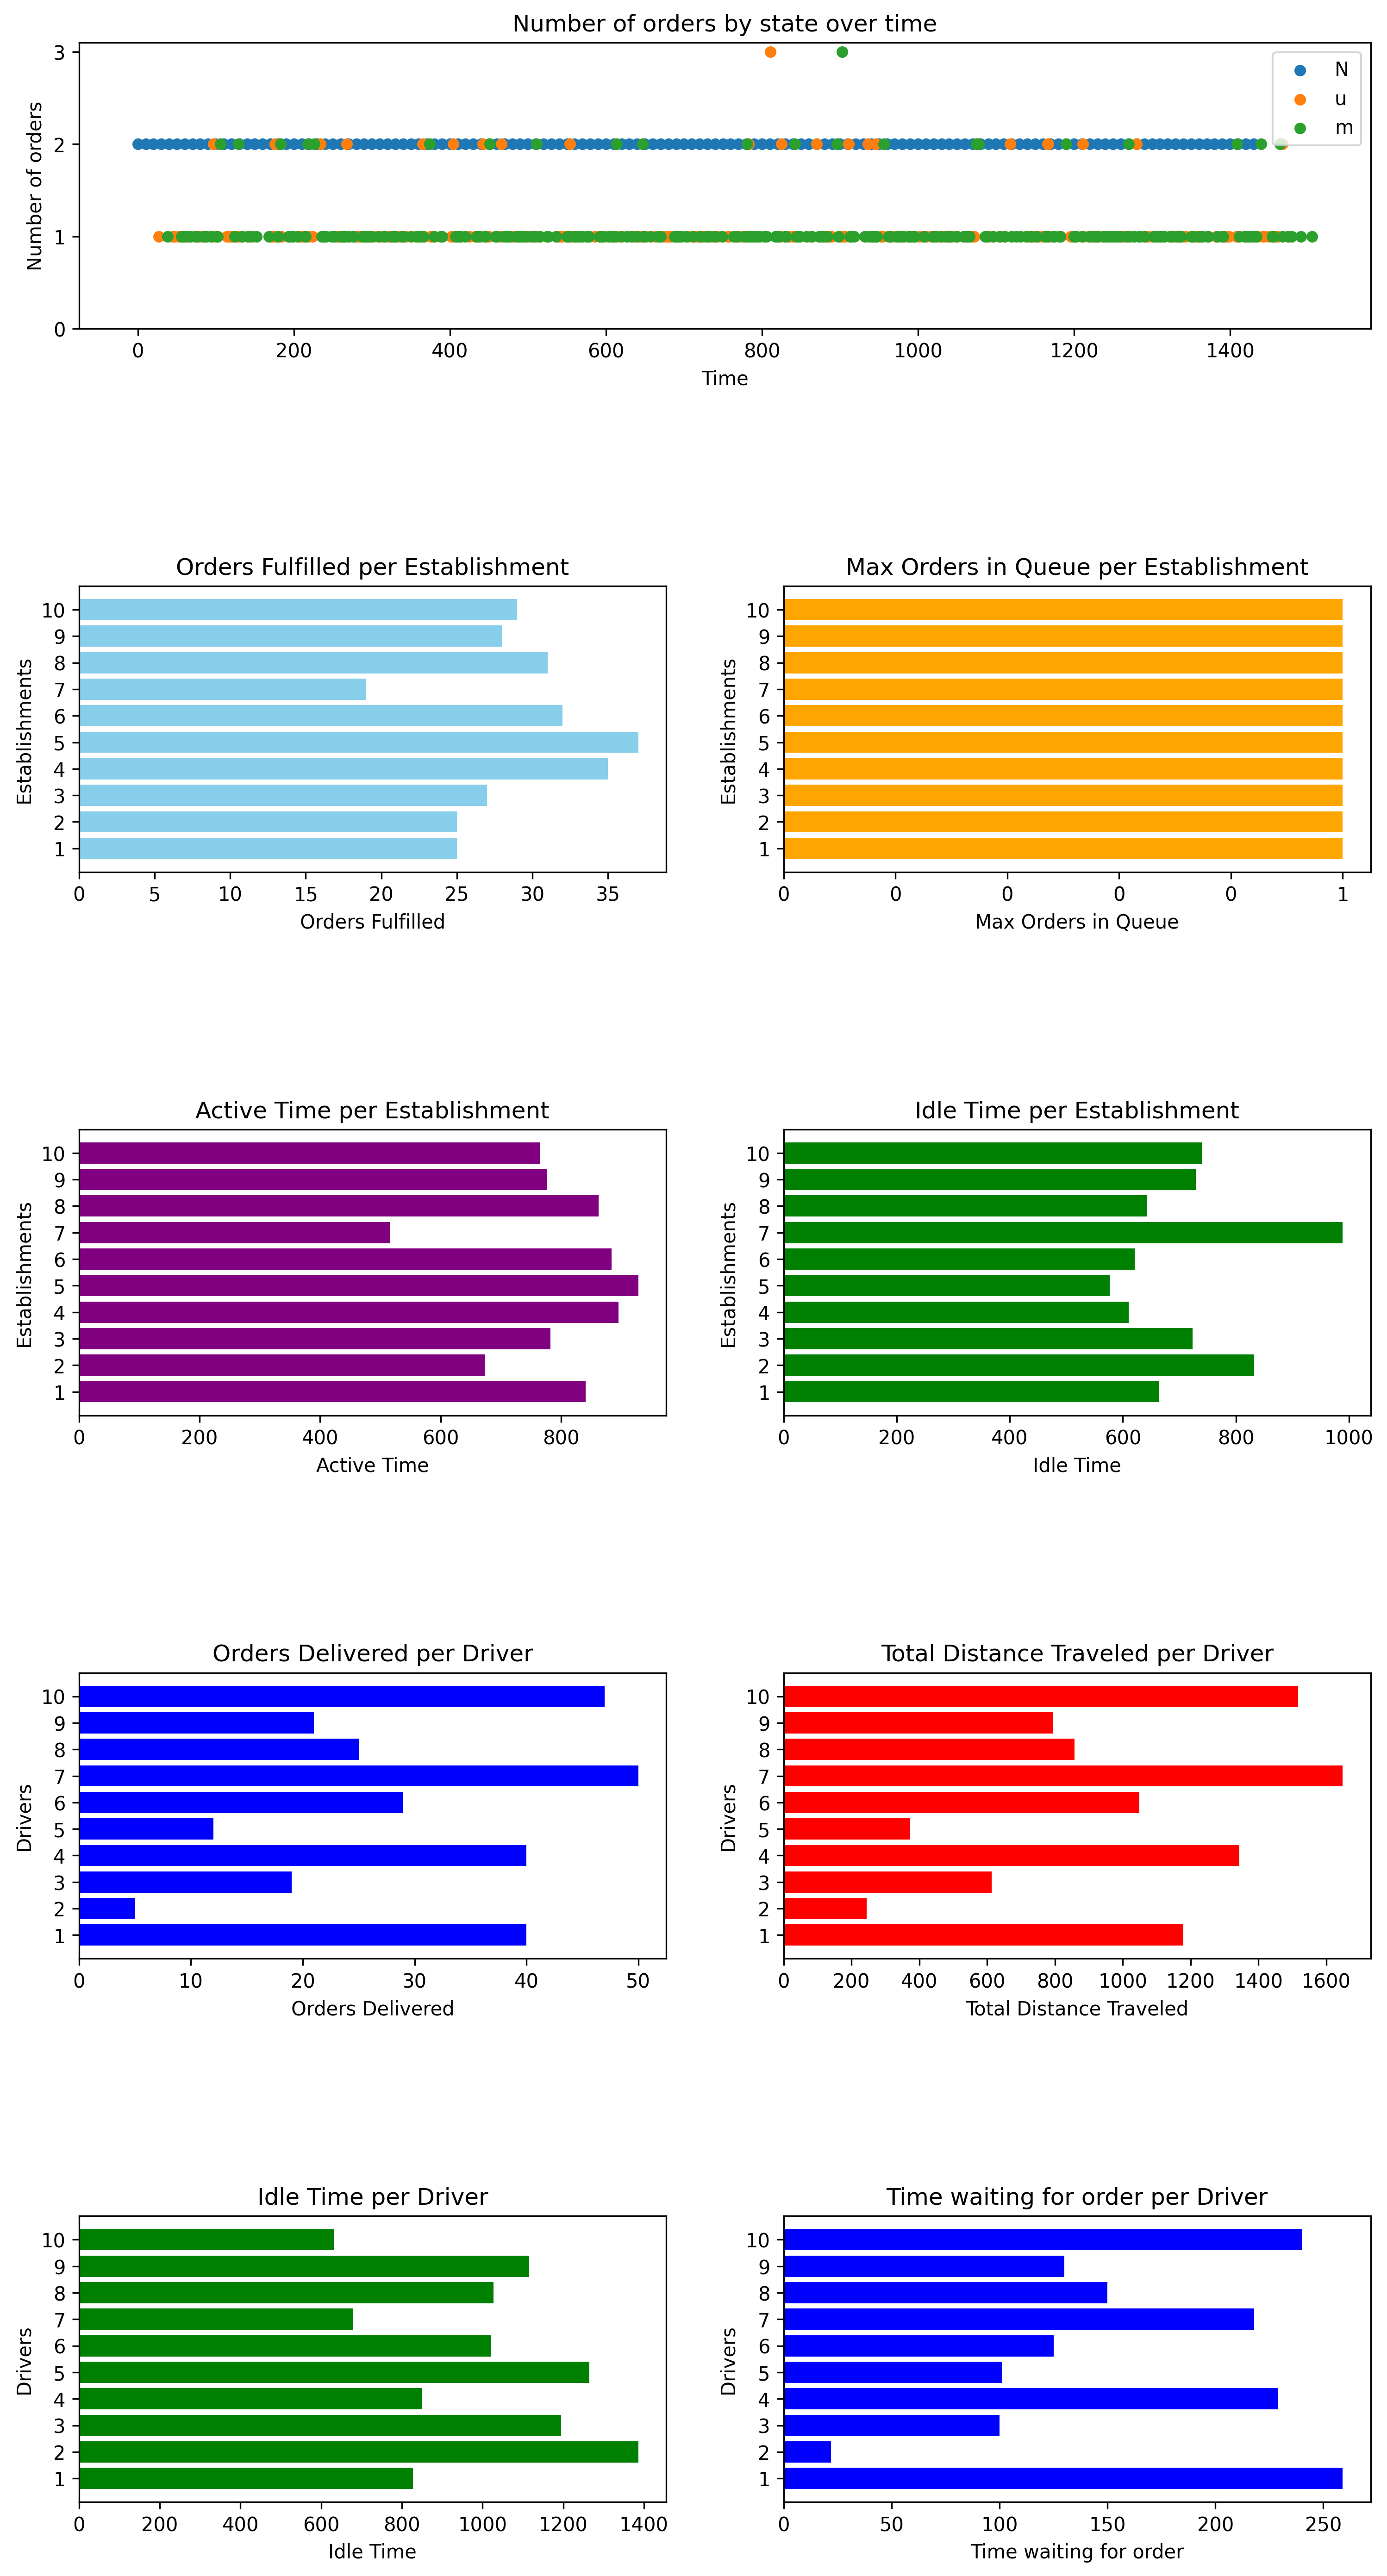 Number of orders by state over time
3
2
1
0
Number of orders
N
u
m
0 200 400 600 800 1000 1200 1400
Time
Orders Fulfilled per Establishment
10
9
8
7
6
5
4
3
2
1
Establishments
0 5 10 15 20 25 30 35
Orders Fulfilled
Max Orders in Queue per Establishment
10
9
8
7
6
5
4
3
2
1
Establishments
0 0 0 0 0 1
Max Orders in Queue
Active Time per Establishment
10
9
8
7
6
5
4
3
2
1
Establishments
0 200 400 600 800
Active Time
Idle Time per Establishment
10
9
8
7
6
5
4
3
2
1
Establishments
0 200 400 600 800 1000
Idle Time
Orders Delivered per Driver
10
9
8
7
6
5
4
3
2
1
Drivers
0 10 20 30 40 50
Orders Delivered
Total Distance Traveled per Driver
10
9
8
7
6
5
4
3
2
1
Drivers
0 200 400 600 800 1000 1200 1400 1600
Total Distance Traveled
Idle Time per Driver
10
9
8
7
6
5
4
3
2
1
Drivers
0 200 400 600 800 1000 1200 1400
Idle Time
Time waiting for order per Driver
10
9
8
7
6
5
4
3
2
1
Drivers
0 50 100 150 200 250
Time waiting for order